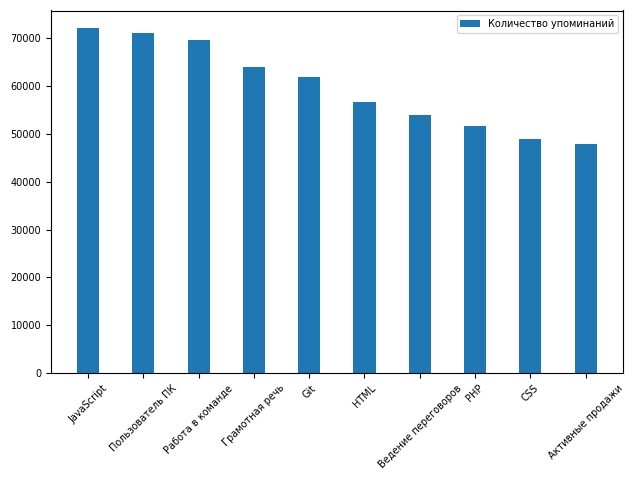 Количество упоминаний
70000
60000
50000
40000
30000
20000
10000
0
JavaScript
Пользователь ПК
Работа в команде
Грамотная речь
Git
HTML
Ведение переговоров
PHP
CSS
Активные продажи